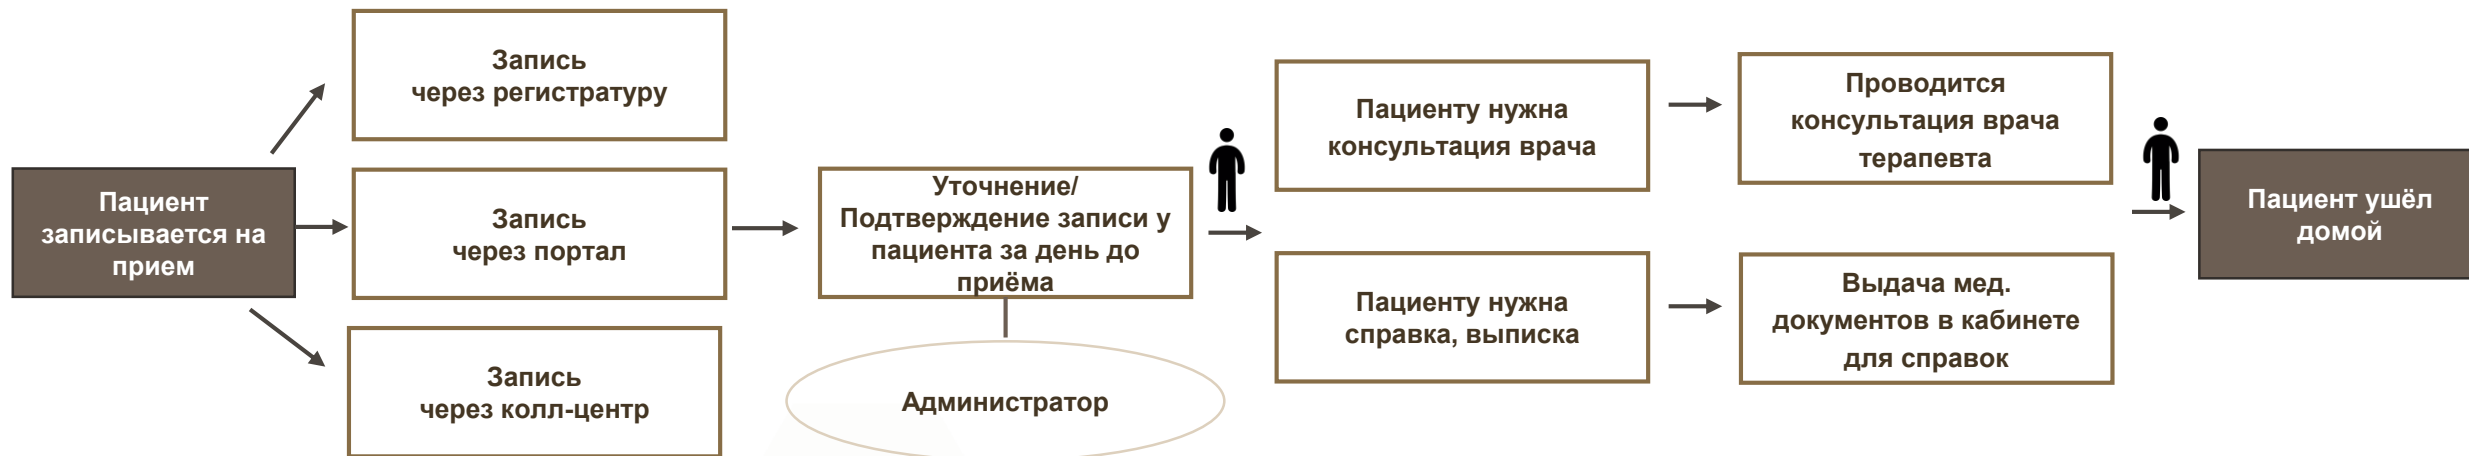 Пациент
записывается на
прием
Запись
через регистратуру
Запись
через портал
Запись
через колл-центр
Уточнение/
Подтверждение записи у
пациента за день до
приёма
Администратор
Пациенту нужна
консультация врача
Пациенту нужна
справка, выписка
Проводится
консультация врача
терапевта
Выдача мед.
документов в кабинете
для справок
Пациент ушёл
домой